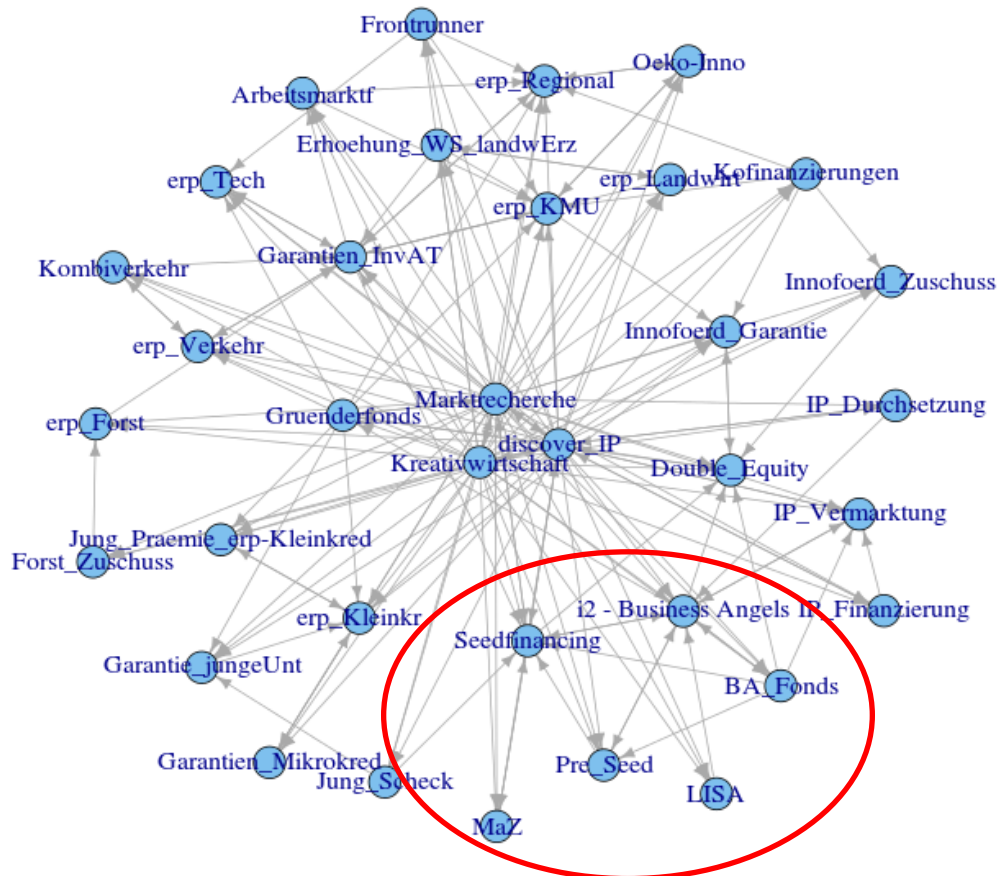 Frontrunner
Oeko-Inno
erp_Regional
Arbeitsmarktf
Erhoehung_WS_landwErz
erp_Tech
erp_Landwirt
Kofinanzierungen
erp_KMU
Garantien_InvAT
Kombiverkehr
Innofoerd_Zuschuss
Innofoerd_Garantie
erp_Verkehr
Marktrecherche
IP_Durchsetzung
Gruenderfonds
erp_Forst
discover_IP
Kreativwirtschaft
Double_Equity
IP_Vermarktung
Jung_Praemie_erp-Kleinkred
Forst_Zuschuss
i2 - Business Angels
IP_Finanzierung
erp_Kleinkr
Seedfinancing
Garantie_jungeUnt
BA_Fonds
Garantien_Mikrokred
Pre_Seed
Jung_Scheck
LISA
MaZ